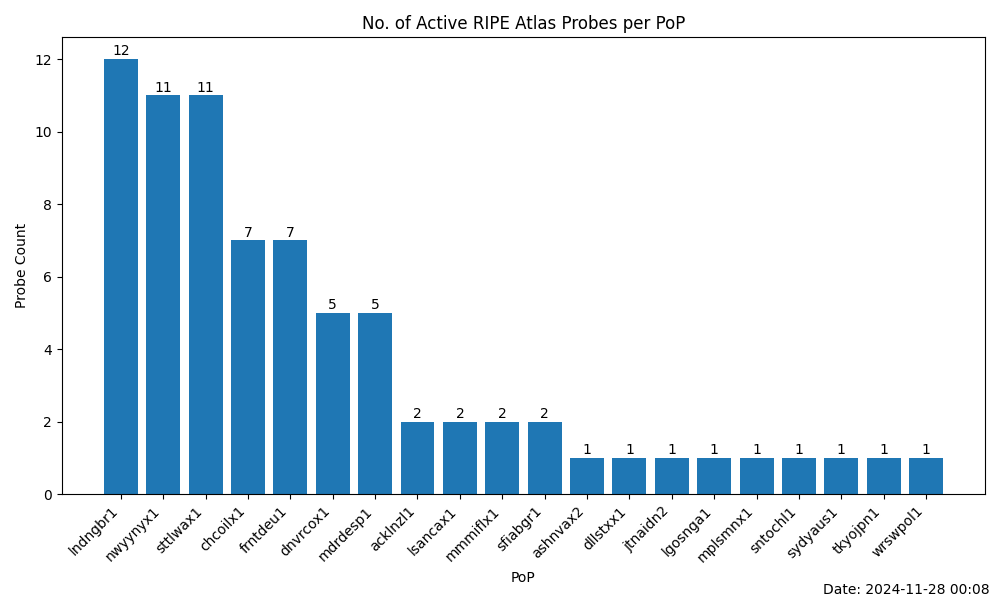 No. of Active RIPE Atlas Probes per PoP
12
11
11
7
7
5
5
2
2
2
2
1
1
1
1
1
1
1
1
1
12
10
8
6
4
2
0
Probe Count
lndngbr1
nwyynyx1
sttlwax1
chcoilx1
frntdeu1
dnvrcox1
mdrdesp1
acklnzl1
lsancax1
mmmiflx1
sfiabgr1
ashnvax2
dllstxx1
jtnaidn2
lgosnga1
mplsmnx1
sntochl1
sydyaus1
tkyojpn1
wrswpol1
PoP
Date: 2024-11-28 00:08